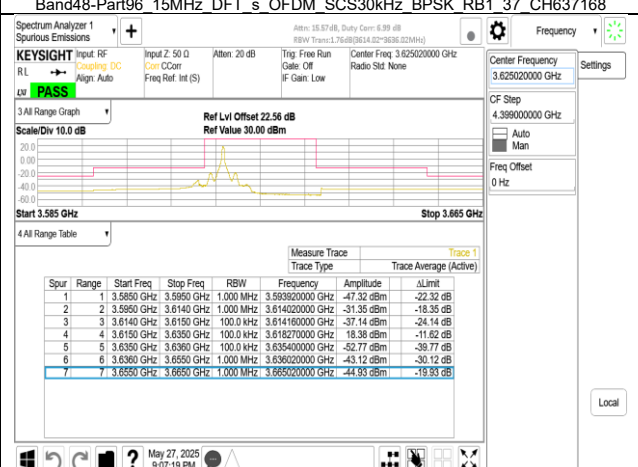 Band48-Part96_15MHz_DFT_s_OFDM_SCS30kHz_BPSK_RB1_37_CH637168
Spectrum Analyzer 1
Spurious Emissions
Attn: 15.57dB, Duty Corr: 6.99 dB
RBW Tranc:1.76dB(3614.02~3636.02MHz)
Frequency
KEYSIGHT
Input: RF
Input Z: 50 Ω
Atten: 20 dB
Trig: Free Run
Center Freq: 3.625020000 GHz
RL
Coupling: DC
Corr CCorr
Gate: Off
Radio Std: None
Align: Auto
Freq Ref: Int (S)
IF Gain: Low
LXI
PASS
Center Frequency
3.625020000 GHz
Settings
CF Step
4.399000000 GHz
Auto
Man
Freq Offset
0 Hz
3 All Range Graph
Ref Lvl Offset 22.56 dB
Scale/Div 10.0 dB
Ref Value 30.00 dBm
20.0
0.00
-20.0
-40.0
-60.0
Start 3.585 GHz
Stop 3.665 GHz
4 All Range Table
Measure Trace Trace 1
Trace Type Trace Average (Active)
Spur Range Start Freq Stop Freq RBW Frequency Amplitude ΔLimit
1 1 3.5850 GHz 3.5950 GHz 1.000 MHz 3.593920000 GHz -47.32 dBm -22.32 dB
2 2 3.5950 GHz 3.6140 GHz 1.000 MHz 3.614020000 GHz -31.35 dBm -18.35 dB
3 3 3.6140 GHz 3.6150 GHz 100.0 kHz 3.614160000 GHz -37.14 dBm -24.14 dB
4 4 3.6150 GHz 3.6350 GHz 100.0 kHz 3.618270000 GHz 18.38 dBm -11.62 dB
5 5 3.6350 GHz 3.6360 GHz 100.0 kHz 3.635400000 GHz -52.77 dBm -39.77 dB
6 6 3.6360 GHz 3.6550 GHz 1.000 MHz 3.636020000 GHz -43.12 dBm -30.12 dB
7 7 3.6550 GHz 3.6650 GHz 1.000 MHz 3.665020000 GHz -44.93 dBm -19.93 dB
Local
May 27, 2025
9:07:19 PM